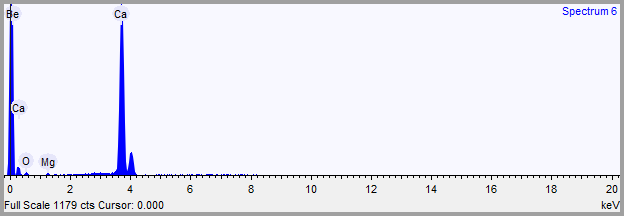 Spectrum 6
Be
Ca
Ca
O
Mg
0 2 4 6 8 10 12 14 16 18 20
Full Scale 1179 cts Cursor: 0.000 keV